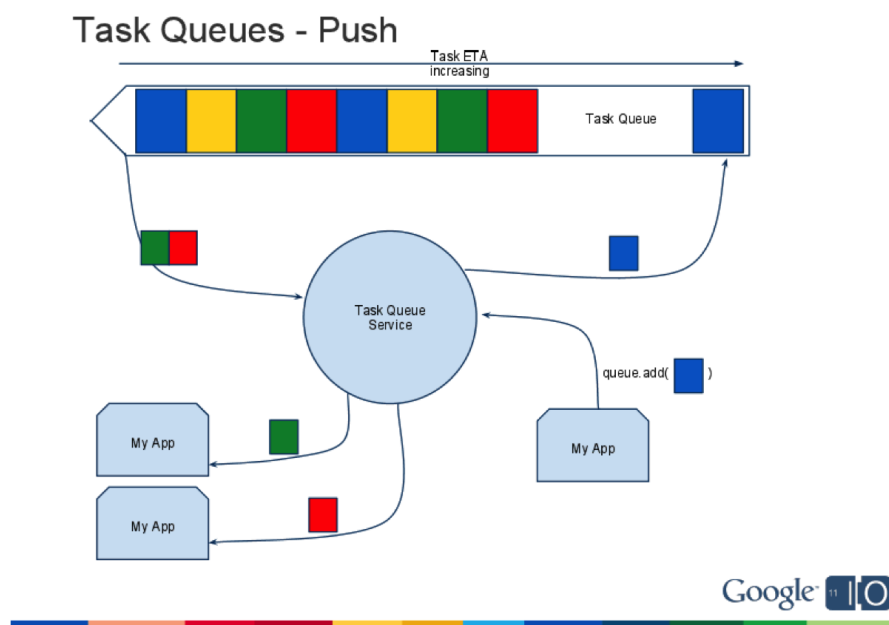 Task Queues - Push
Task ETA
increasing
Task Queue
Task Queue
Service
queue.add( )
My App
My App
My App
Google 11 IO